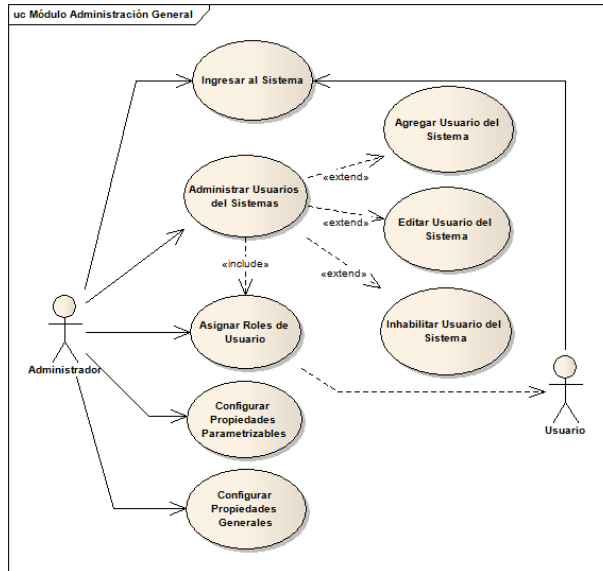 uc Módulo Administración General
Ingresar al Sistema
Agregar Usuario del
Sistema
Administrar Usuarios
del Sistemas
«extend»
Editar Usuario del
Sistema
«extend»
«include»
«extend»
Asignar Roles de
Usuario
Inhabilitar Usuario del
Sistema
Administrador
Configurar
Propiedades
Parametrizables
Usuario
Configurar
Propiedades
Generales